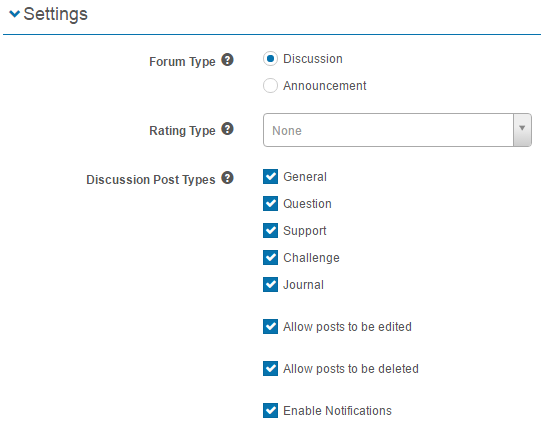 Settings
Forum Type ? Discussion
Announcement
Rating Type ? None
Discussion Post Types ? General
Question
Support
Challenge
Journal
Allow posts to be edited
Allow posts to be deleted
Enable Notifications